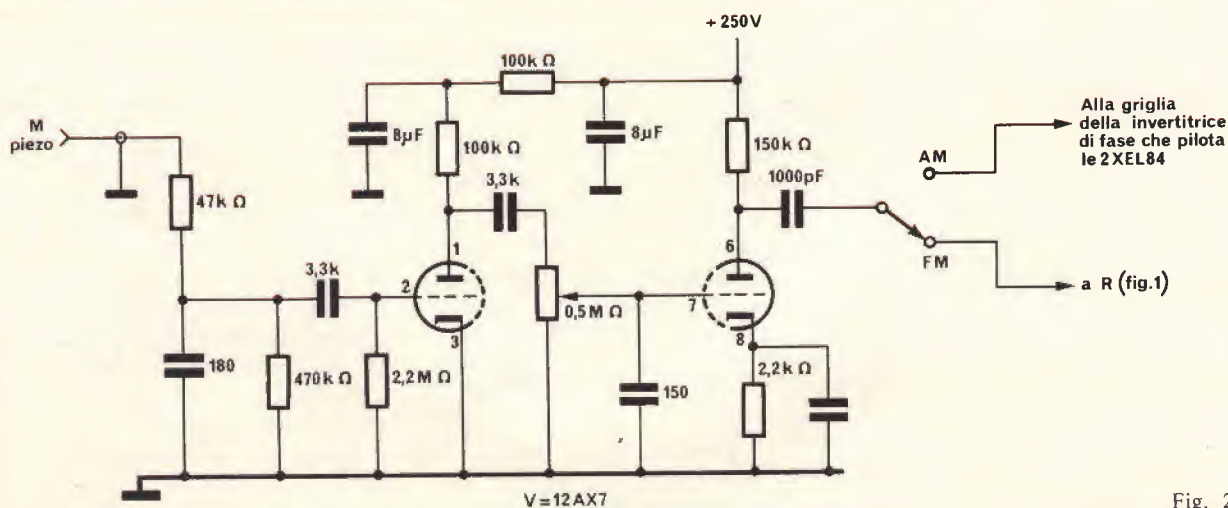 + 250V
100k Ω
M
piezo
8µF
100k Ω
8µF
150k Ω
Alla griglia
della invertitrice
di fase che pilota
le 2XEL84
AM
47k Ω
3,3k
1000pF
1
6
FM
3,3k
2
0,5M Ω
7
a R (fig.1)
3
8
180
470k Ω
2,2M Ω
150
2,2k Ω
V=12AX7
Fig. 2